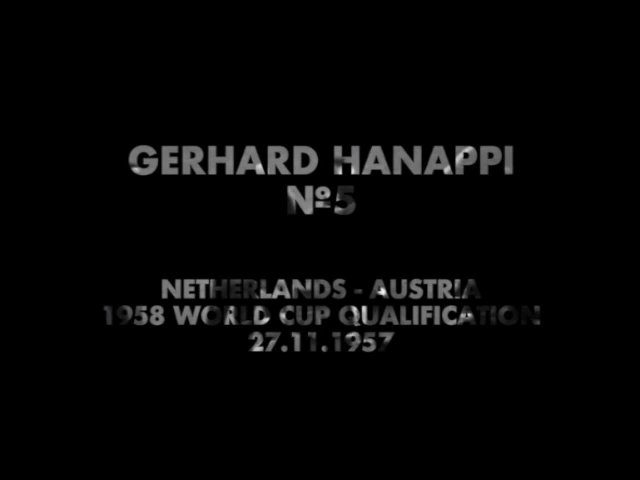 GERHARD HANAPPI
Nº5
NETHERLANDS - AUSTRIA
1958 WORLD CUP QUALIFICATION
27.11.1957